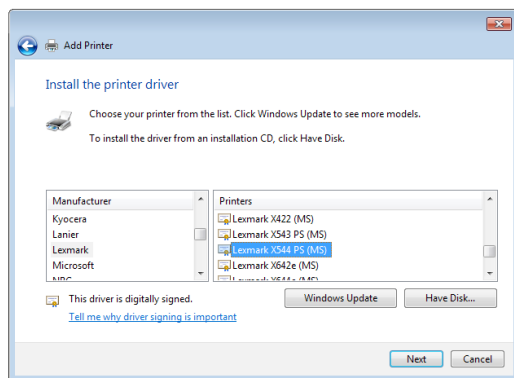 Add Printer
Install the printer driver
Choose your printer from the list. Click Windows Update to see more models.
To install the driver from an installation CD, click Have Disk.
Manufacturer
Kyocera
Lanier
Lexmark
Microsoft
Printers
Lexmark X422 (MS)
Lexmark X543 PS (MS)
Lexmark X544 PS (MS)
Lexmark X642e (MS)
This driver is digitally signed.
Tell me why driver signing is important
Windows Update
Have Disk...
Next
Cancel